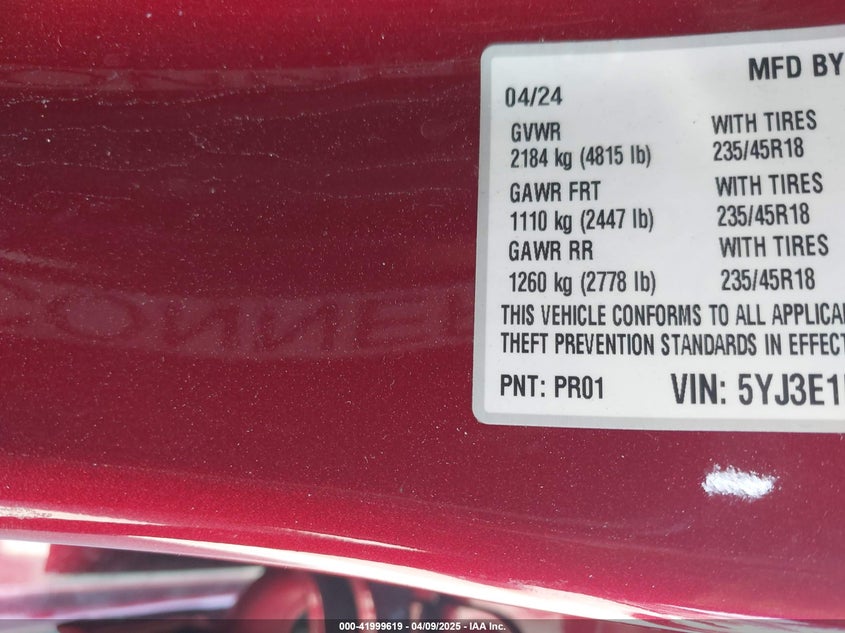 MFD BY
04/24
GVWR WITH TIRES
2184 kg (4815 lb) 235/45R18
GAWR FRT WITH TIRES
1110 kg (2447 lb) 235/45R18
GAWR RR WITH TIRES
1260 kg (2778 lb) 235/45R18
THIS VEHICLE CONFORMS TO ALL APPLICA
THEFT PREVENTION STANDARDS IN EFFECT
PNT: PR01 VIN: 5YJ3E1
000-41999619 - 04/09/2025 - IAA Inc.